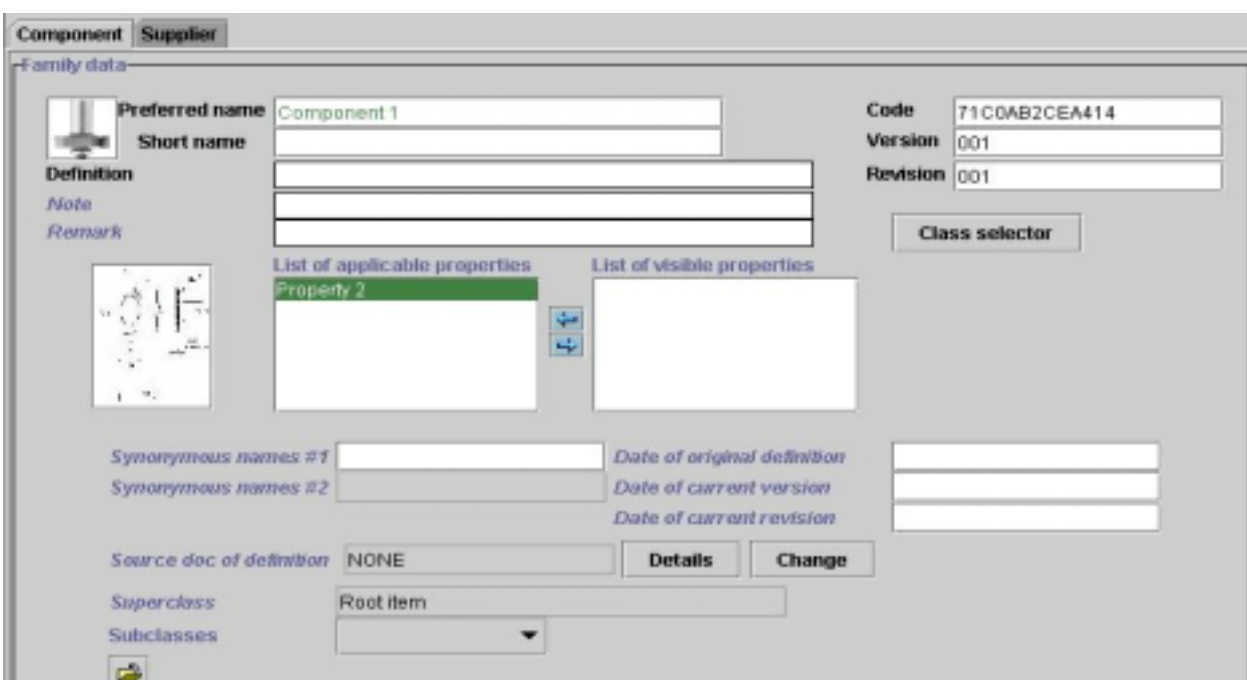 Component Supplier
Family data
Preferred name Component 1 Code 71C0AB2CEA414
Short name Version 001
Definition Revision 001
Note
Remark Class selector
List of applicable properties List of visible properties
Property 2
Synonymous names #1 Date of original definition
Synonymous names #2 Date of current version
Date of current revision
Source doc of definition NONE Details Change
Superclass Root item
Subclasses